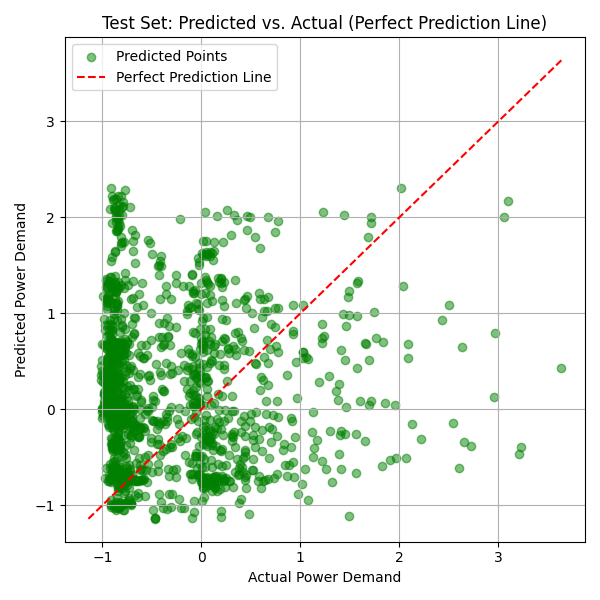 Test Set: Predicted vs. Actual (Perfect Prediction Line)
Predicted Points
Perfect Prediction Line
3
2
1
0
−1
Predicted Power Demand
−1 0 1 2 3
Actual Power Demand